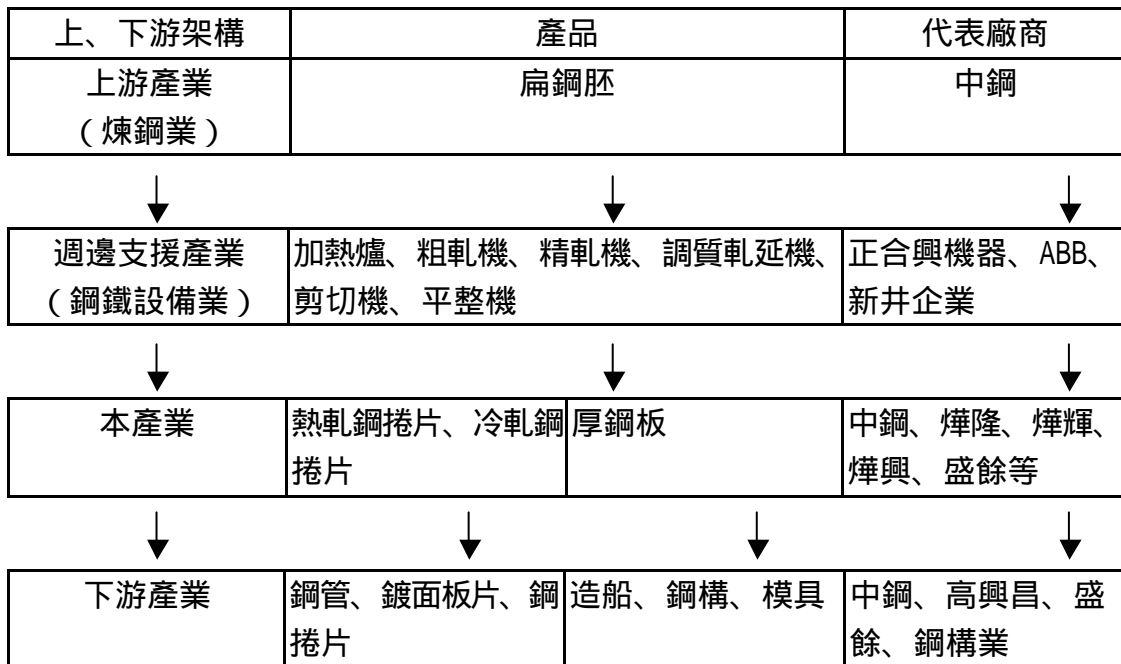 上、下游架構 產品 代表廠商
上游產業 扁鋼胚 中鋼
(煉鋼業)
週邊支援產業 加熱爐、粗軋機、精軋機、調質軋延機、 正合興機器、ABB、
(鋼鐵設備業) 剪切機、平整機 新井企業
本產業 熱軋鋼捲片、冷軋鋼 厚鋼板 中鋼、燁隆、燁輝、
捲片 燁興、盛餘等
下游產業 鋼管、鍍面板片、鋼 造船、鋼構、模具 中鋼、高興昌、盛
捲片 餘、鋼構業